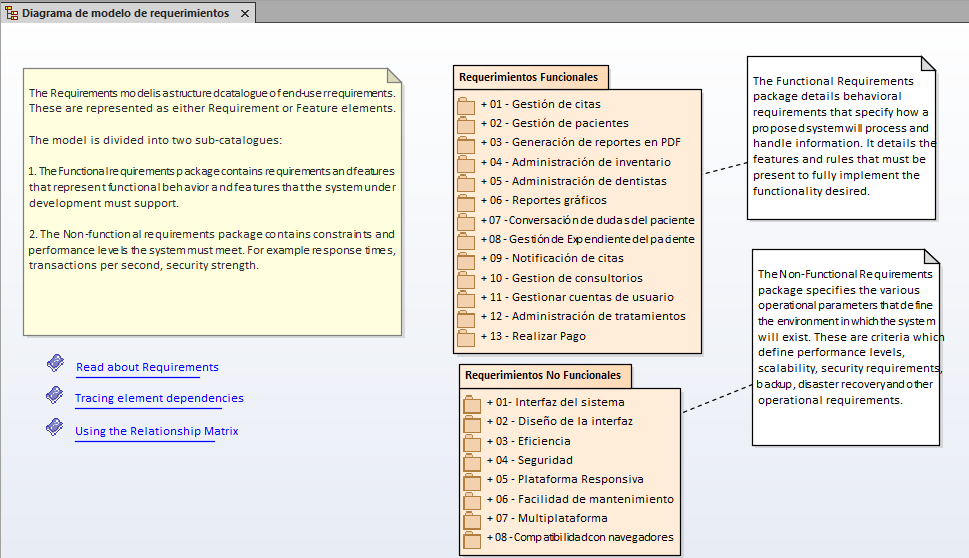 Diagrama de modelo de requerimientos
The Requirements model is a structured catalogue of end-user requirements.
These are represented as either Requirement or Feature elements.
The model is divided into two sub-catalogues:
1. The Functional requirements package contains requirements and features
that represent functional behavior and features that the system under
development must support.
2. The Non-functional requirements package contains constraints and
performance levels the system must meet. For example response times,
transactions per second, security strength.
Read about Requirements
Tracing element dependencies
Using the Relationship Matrix
Requerimientos Funcionales
+ 01 - Gestión de citas
+ 02 - Gestión de pacientes
+ 03 - Generación de reportes en PDF
+ 04 - Administración de inventario
+ 05 - Administración de dentistas
+ 06 - Reportes gráficos
+ 07 - Conversación de dudas del paciente
+ 08 - Gestión de Expendiente del paciente
+ 09 - Notificación de citas
+ 10 - Gestion de consultorios
+ 11 - Gestionar cuentas de usuario
+ 12 - Administración de tratamientos
+ 13 - Realizar Pago
Requerimientos No Funcionales
+ 01- Interfaz del sistema
+ 02 - Diseño de la interfaz
+ 03 - Eficiencia
+ 04 - Seguridad
+ 05 - Plataforma Responsiva
+ 06 - Facilidad de mantenimiento
+ 07 - Multiplataforma
+ 08 - Compatibilidad con navegadores
The Functional Requirements
package details behavioral
requirements that specify how a
proposed system will process and
handle information. It details the
features and rules that must be
present to fully implement the
functionality desired.
The Non-Functional Requirements
package specifies the various
operational parameters that define
the environment in which the system
will exist. These are criteria which
define performance levels,
scalability, security requirements,
backup, disaster recovery and other
operational requirements.